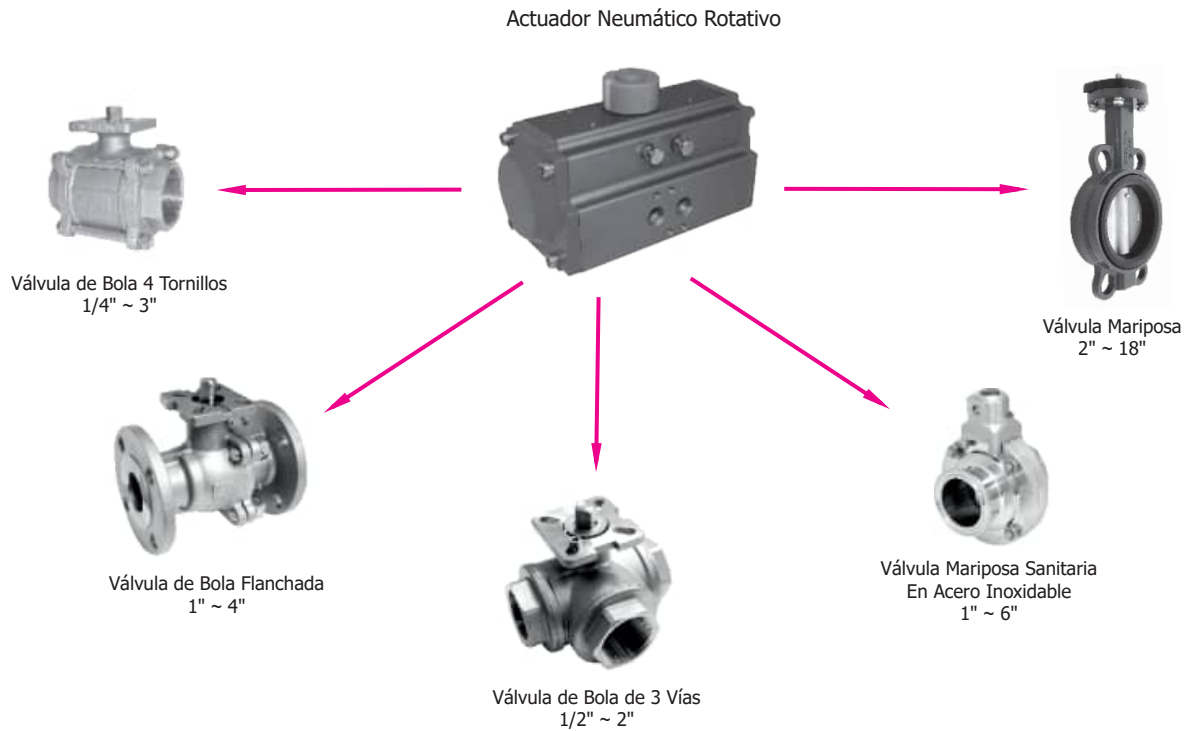 Actuador Neumático Rotativo
Válvula de Bola 4 Tornillos
1/4" ~ 3"
Válvula Mariposa
2" ~ 18"
Válvula de Bola Flanchada
1" ~ 4"
Válvula Mariposa Sanitaria
En Acero Inoxidable
1" ~ 6"
Válvula de Bola de 3 Vías
1/2" ~ 2"